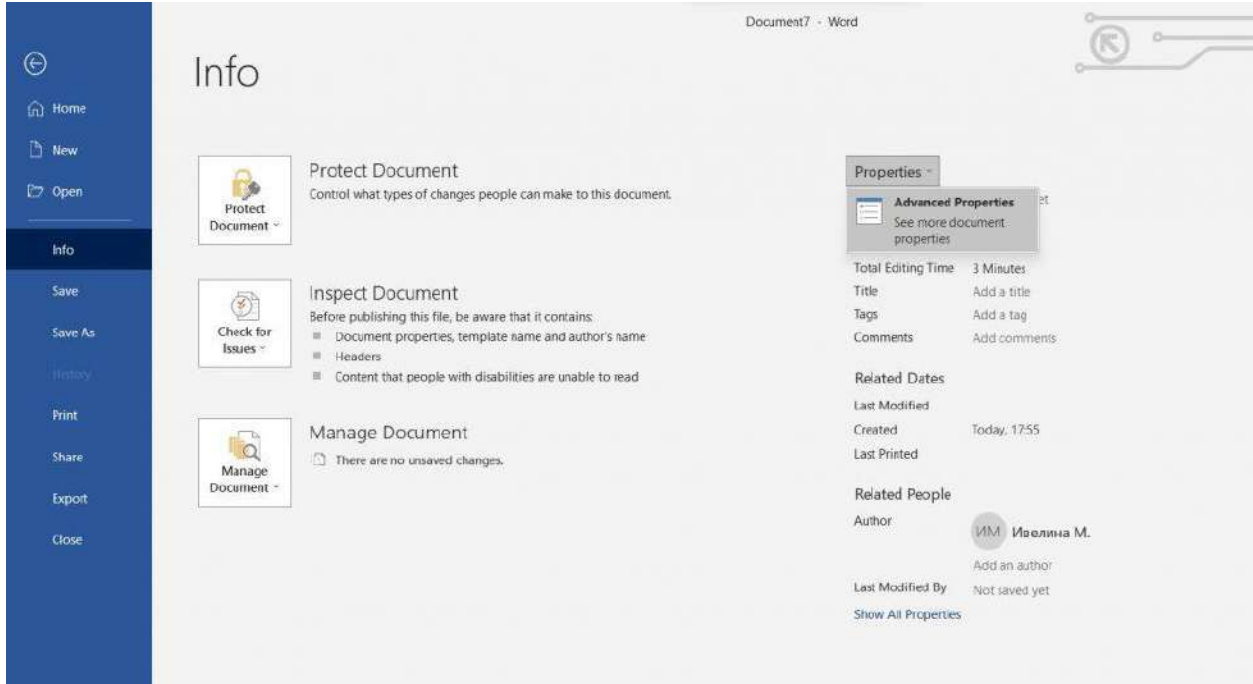 Document7 - Word
Info
Home
New
Open
Info
Save
Save As
History
Print
Share
Export
Close
Protect Document
Control what types of changes people can make to this document.
Protect
Document
Inspect Document
Before publishing this file, be aware that it contains:
Document properties, template name and author's name
Headers
Content that people with disabilities are unable to read
Check for
Issues
Manage Document
There are no unsaved changes.
Manage
Document
Properties
Advanced Properties
See more document
properties
Total Editing Time 3 Minutes
Title Add a title
Tags Add a tag
Comments Add comments
Related Dates
Last Modified
Created Today, 17:55
Last Printed
Related People
Author ИМ Ивелина М.
Add an author
Last Modified By Not saved yet
Show All Properties